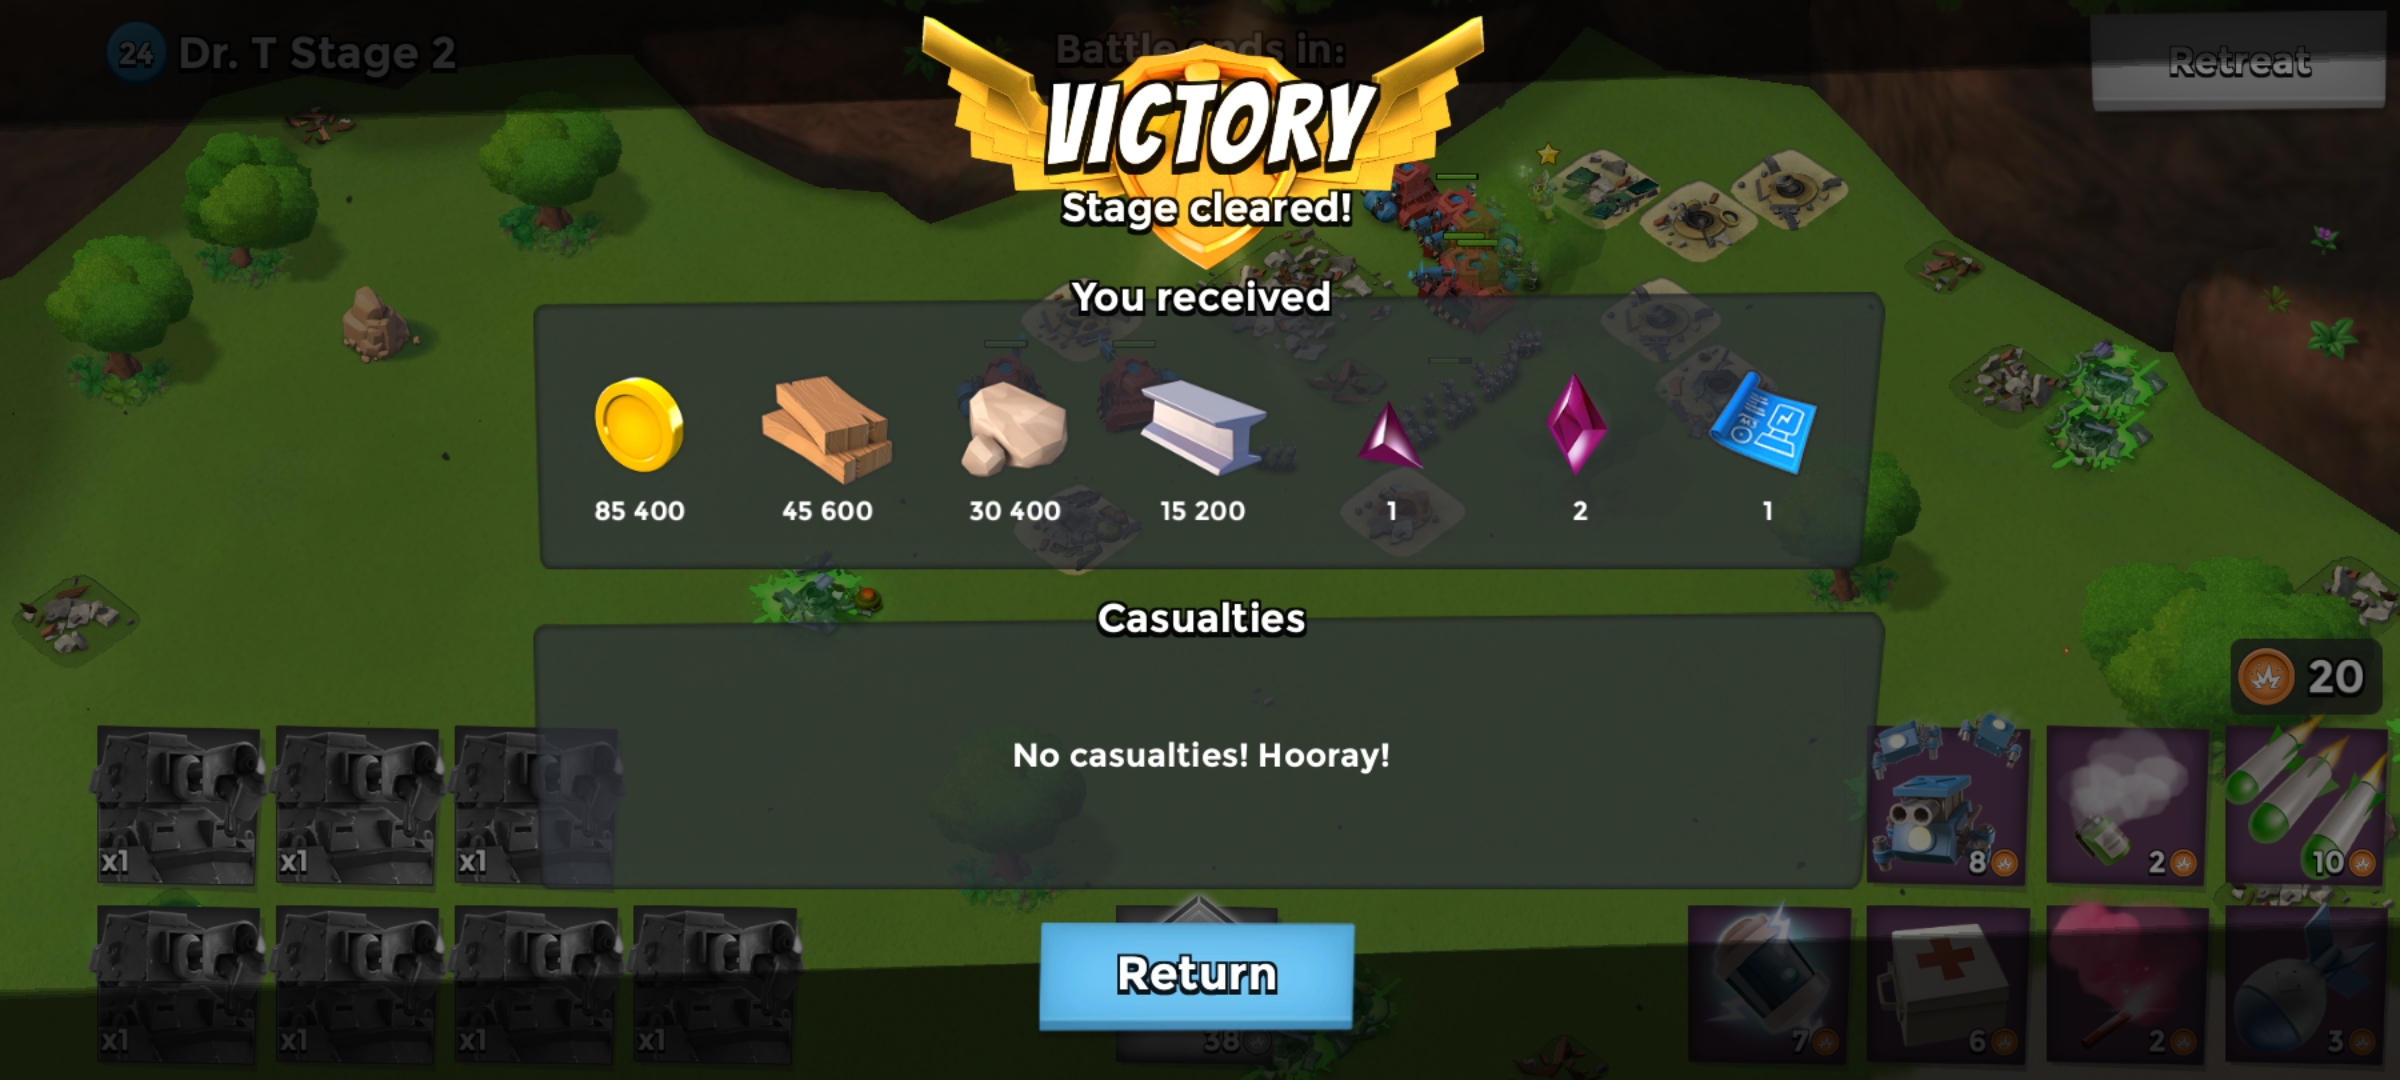 24 Dr. T Stage 2
Battle ends in:
Retreat
VICTORY
Stage cleared!
You received
85 400 45 600 30 400 15 200 1 2 1
Casualties
No casualties! Hooray!
20
x1 x1 x1
8 2 10
x1 x1 x1 x1
Return
38
7 6 2 3